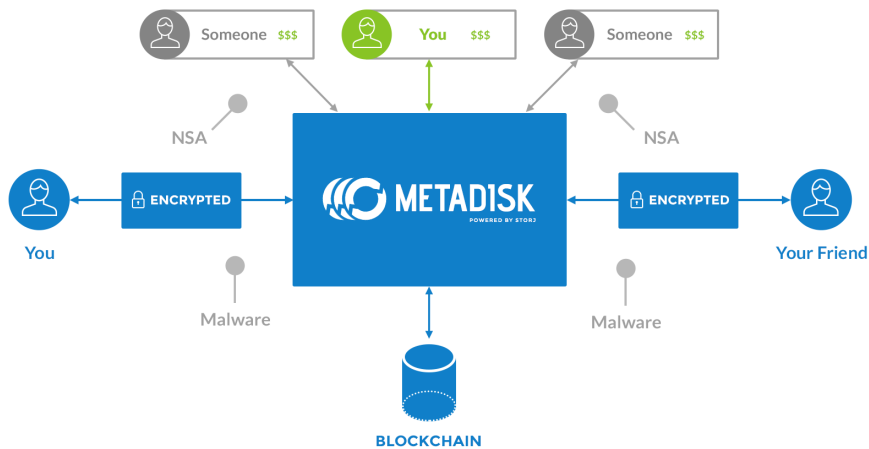 Someone $$$
You $$$
Someone $$$
NSA
NSA
ENCRYPTED
METADISK
POWERED BY STORJ
ENCRYPTED
You
Your Friend
Malware
Malware
BLOCKCHAIN